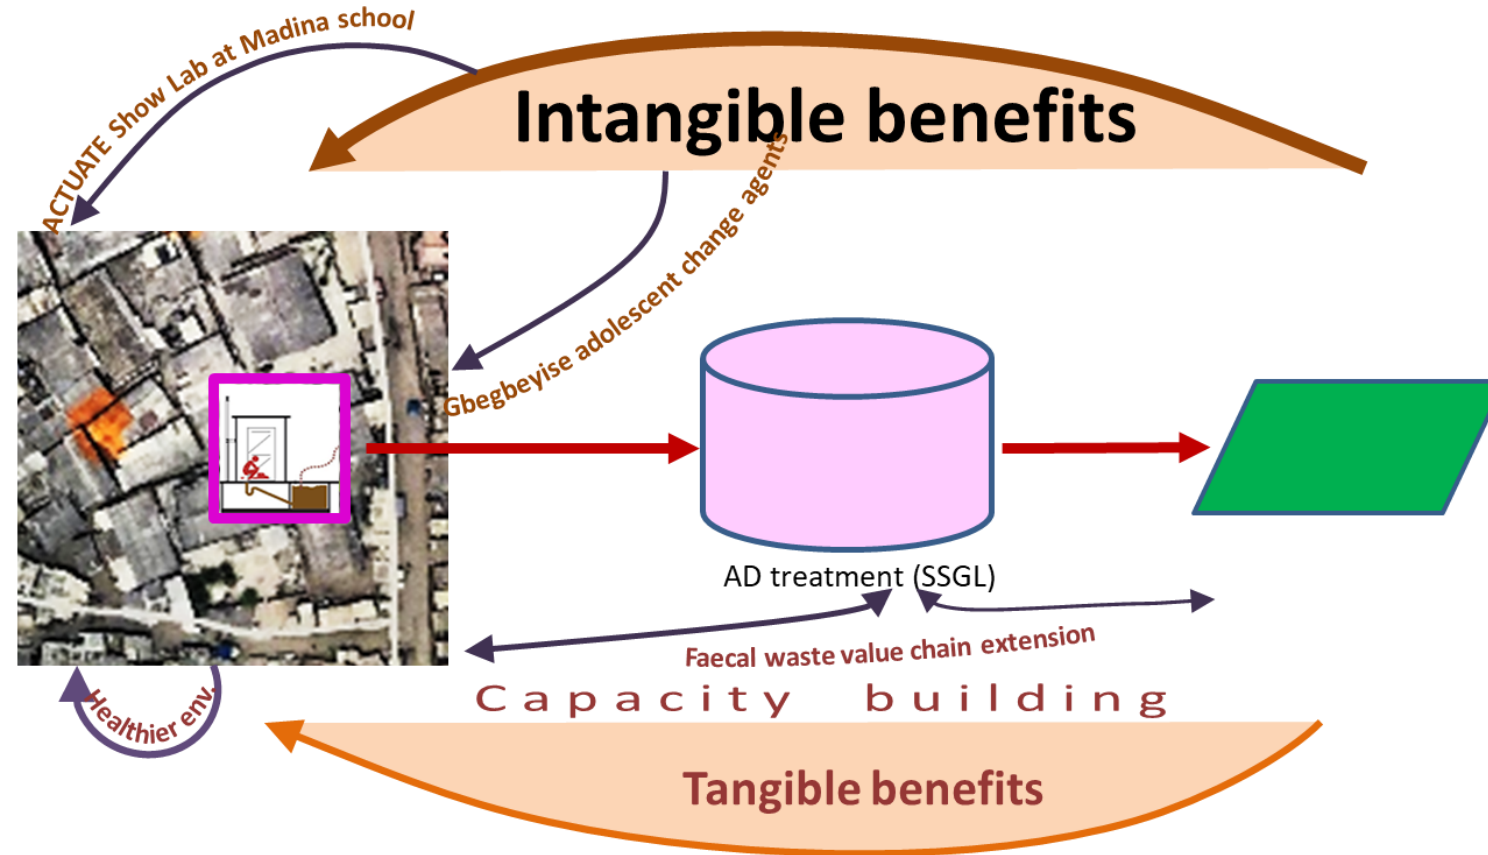 ACTUATE Show Lab at Madina school
Intangible benefits
Gbegbeyise adolescent change agents
AD treatment (SSGL)
Faecal waste value chain extension
Capacity building
Healthier env.
Tangible benefits